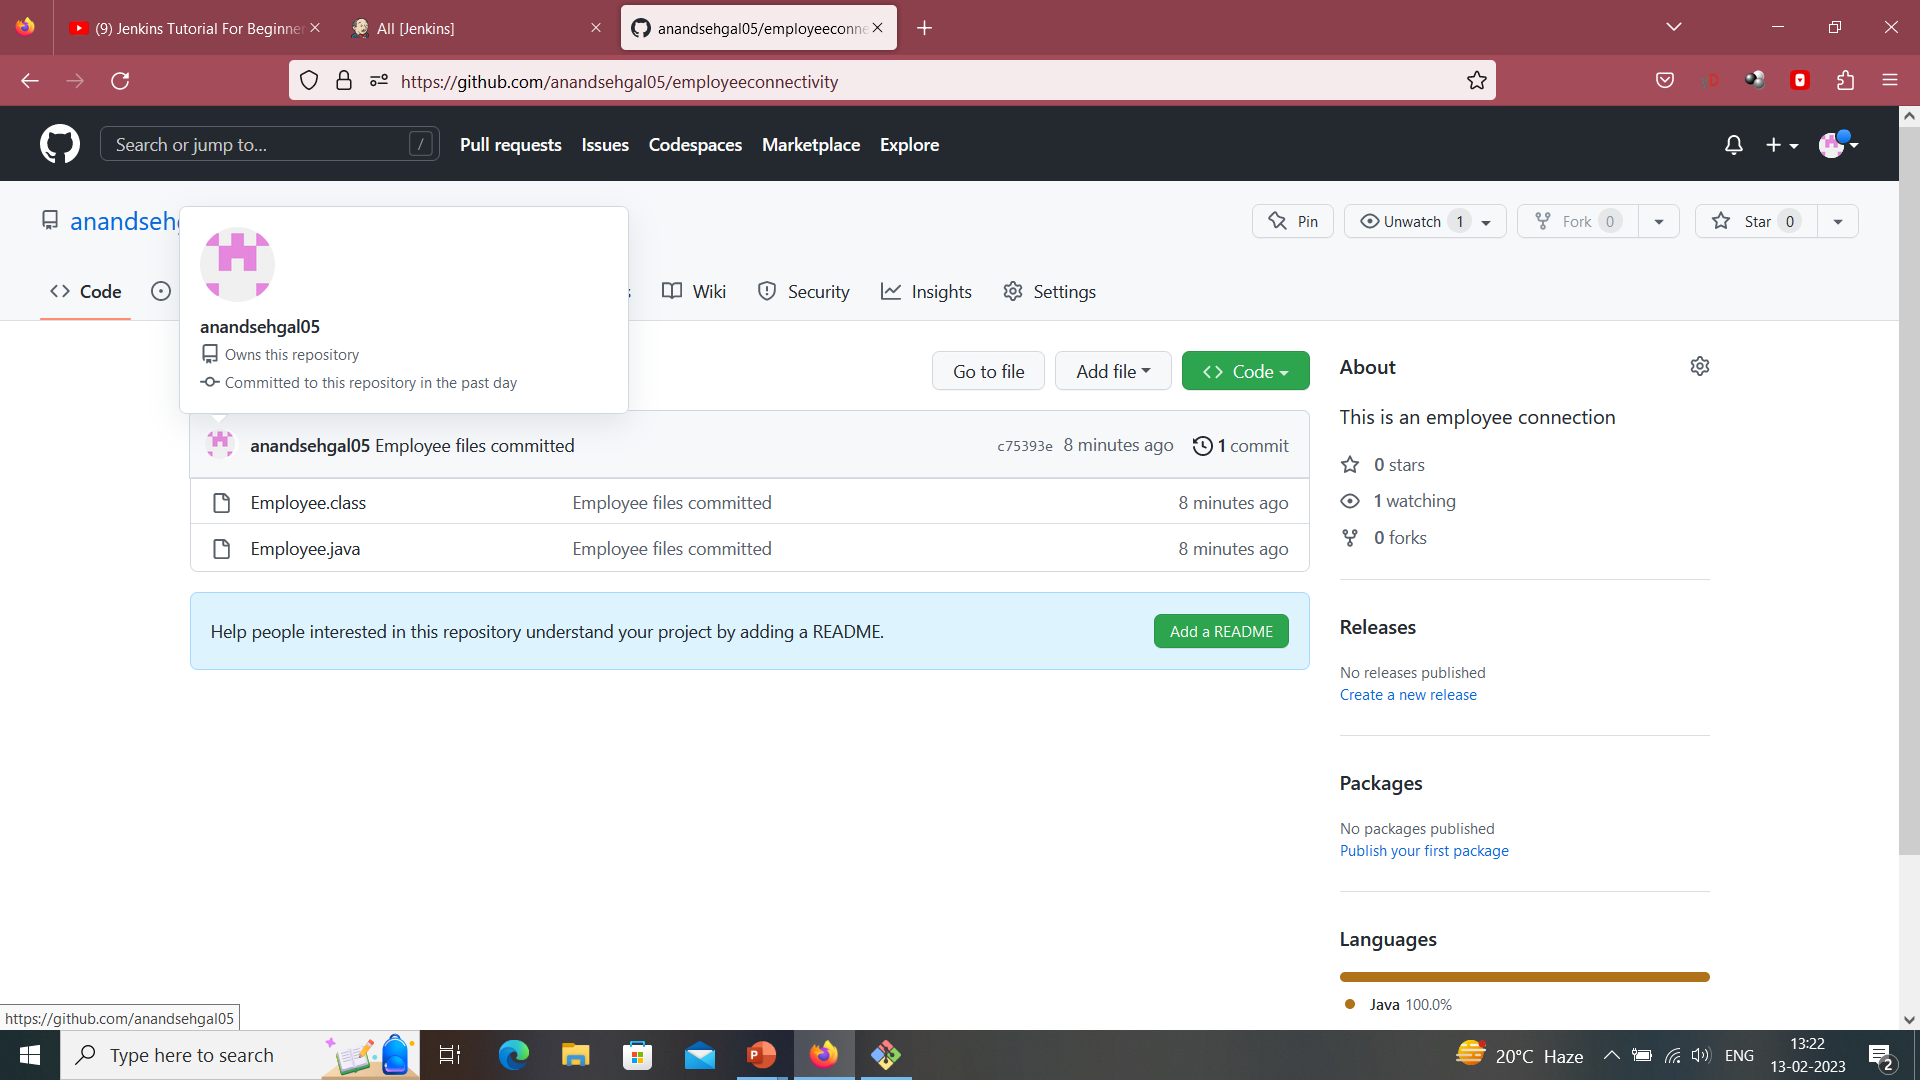 (9) Jenkins Tutorial For Beginner
All [Jenkins]
anandsehgal05/employeeconne
https://github.com/anandsehgal05/employeeconnectivity
Search or jump to... /
Pull requests Issues Codespaces Marketplace Explore
anandsehg
Pin
Unwatch 1
Fork 0
Star 0
Code
Wiki
Security
Insights
Settings
anandsehgal05
Owns this repository
Committed to this repository in the past day
Go to file
Add file
Code
anandsehgal05 Employee files committed c75393e 8 minutes ago 1 commit
Employee.class Employee files committed 8 minutes ago
Employee.java Employee files committed 8 minutes ago
Help people interested in this repository understand your project by adding a README.
Add a README
About
This is an employee connection
0 stars
1 watching
0 forks
Releases
No releases published
Create a new release
Packages
No packages published
Publish your first package
Languages
Java 100.0%
https://github.com/anandsehgal05
Type here to search
20°C Haze
ENG
13:22
13-02-2023
2